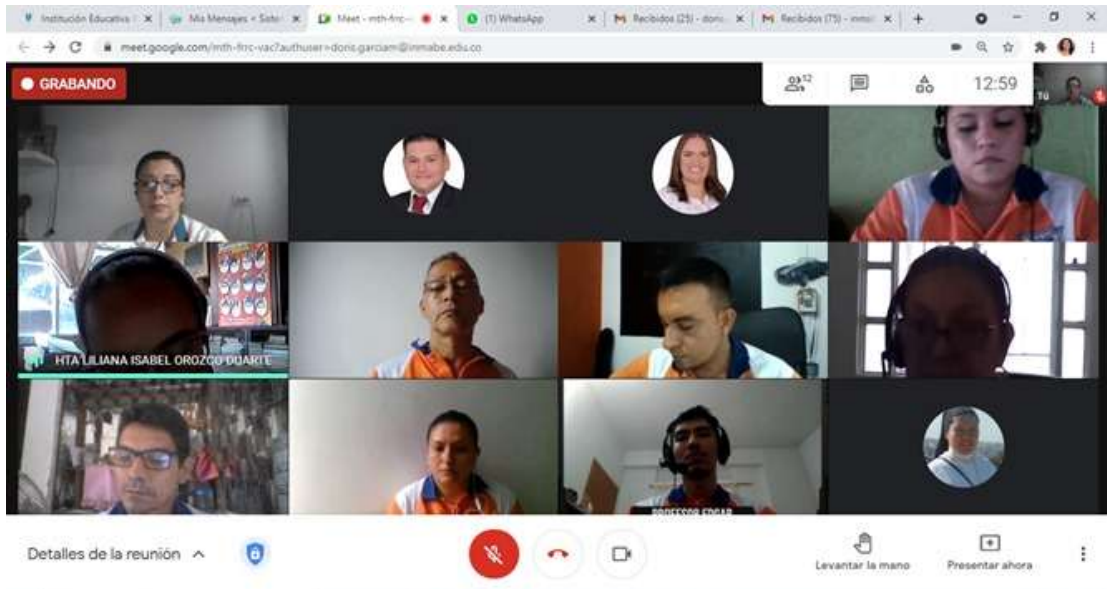 Institución Educativa
Mis Mensajes < Sist
Meet - mth-frrc-
(1) WhatsApp
Recibidos (25) - doris.
Recibidos (75) - inmal
meet.google.com/mth-frrc-vac?authuser=doris.garciam@inmabe.edu.co
GRABANDO
12
12:59
Tú
HTA LILIANA ISABEL OROZCO DUARTE
PROFESOR EDGAR
Detalles de la reunión
Levantar la mano
Presentar ahora